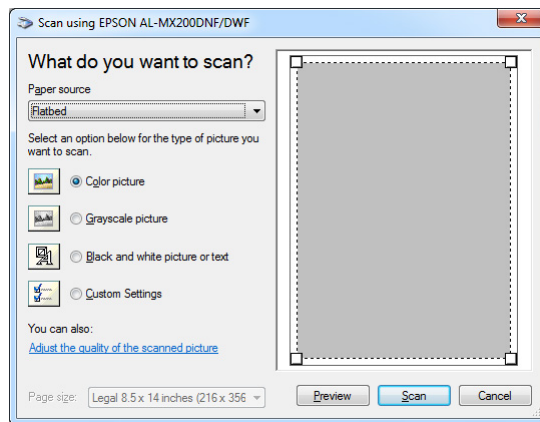 Scan using EPSON AL-MX200DNF/DWF
What do you want to scan?
Paper source
Flatbed
Select an option below for the type of picture you
want to scan.
Color picture
Grayscale picture
Black and white picture or text
Custom Settings
You can also:
Adjust the quality of the scanned picture
Page size: Legal 8.5 x 14 inches (216 x 356
Preview Scan Cancel